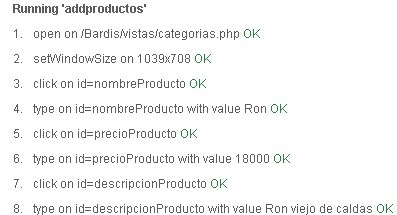 Running 'addproductos'
1. open on /Bardis/vistas/categorias.php OK
2. setWindowSize on 1039x708 OK
3. click on id=nombreProducto OK
4. type on id=nombreProducto with value Ron OK
5. click on id=precioProducto OK
6. type on id=precioProducto with value 18000 OK
7. click on id=descripcionProducto OK
8. type on id=descripcionProducto with value Ron viejo de caldas OK